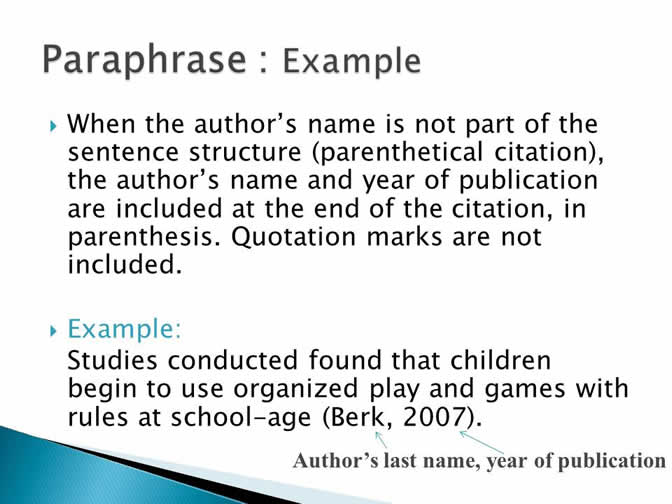 Paraphrase : Example
When the author's name is not part of the
sentence structure (parenthetical citation),
the author's name and year of publication
are included at the end of the citation, in
parenthesis. Quotation marks are not
included.
Example:
Studies conducted found that children
begin to use organized play and games with
rules at school-age (Berk, 2007).
Author's last name, year of publication